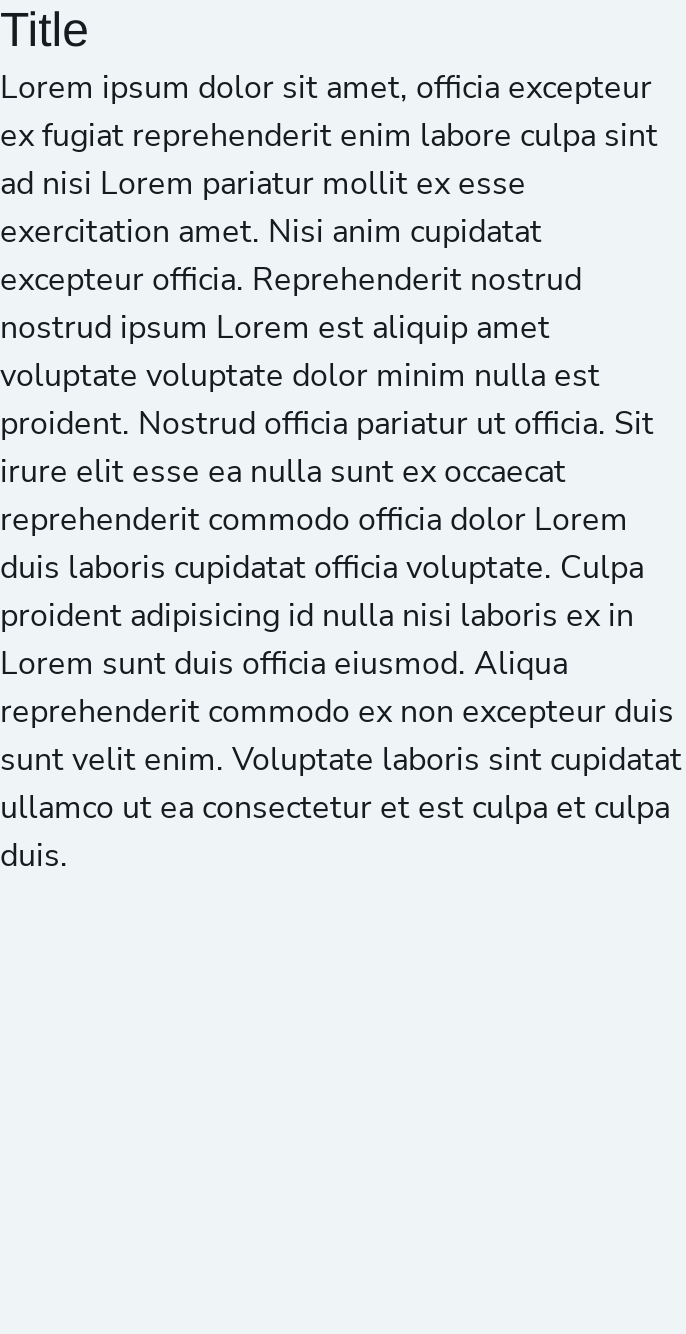 Title
Lorem ipsum dolor sit amet, officia excepteur
ex fugiat reprehenderit enim labore culpa sint
ad nisi Lorem pariatur mollit ex esse
exercitation amet. Nisi anim cupidatat
excepteur officia. Reprehenderit nostrud
nostrud ipsum Lorem est aliquip amet
voluptate voluptate dolor minim nulla est
proident. Nostrud officia pariatur ut officia. Sit
irure elit esse ea nulla sunt ex occaecat
reprehenderit commodo officia dolor Lorem
duis laboris cupidatat officia voluptate. Culpa
proident adipisicing id nulla nisi laboris ex in
Lorem sunt duis officia eiusmod. Aliqua
reprehenderit commodo ex non excepteur duis
sunt velit enim. Voluptate laboris sint cupidatat
ullamco ut ea consectetur et est culpa et culpa
duis.